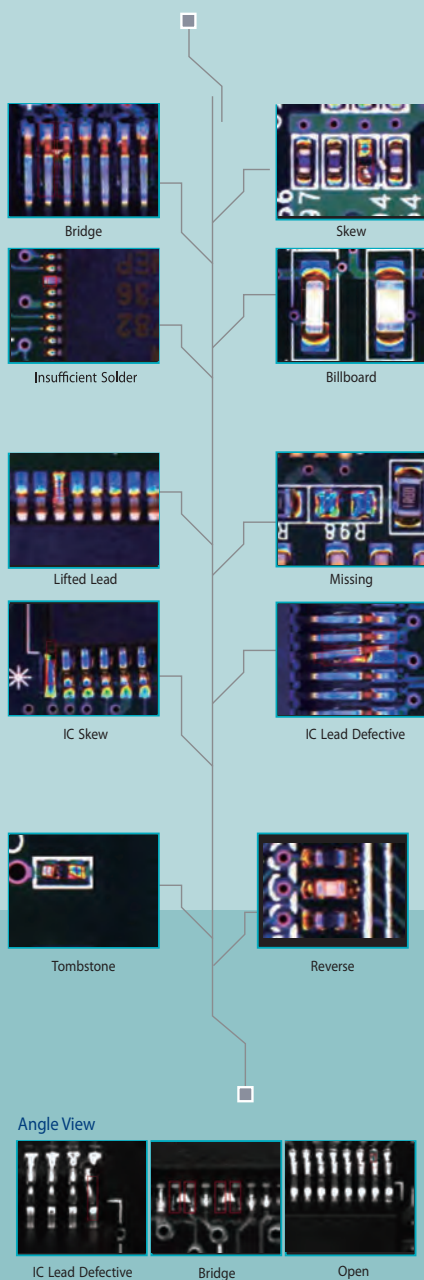 Bridge
Skew
Insufficient Solder
Billboard
Lifted Lead
Missing
R98
IC Skew
IC Lead Defective
Tombstone
Reverse
Angle View
IC Lead Defective
Bridge
Open